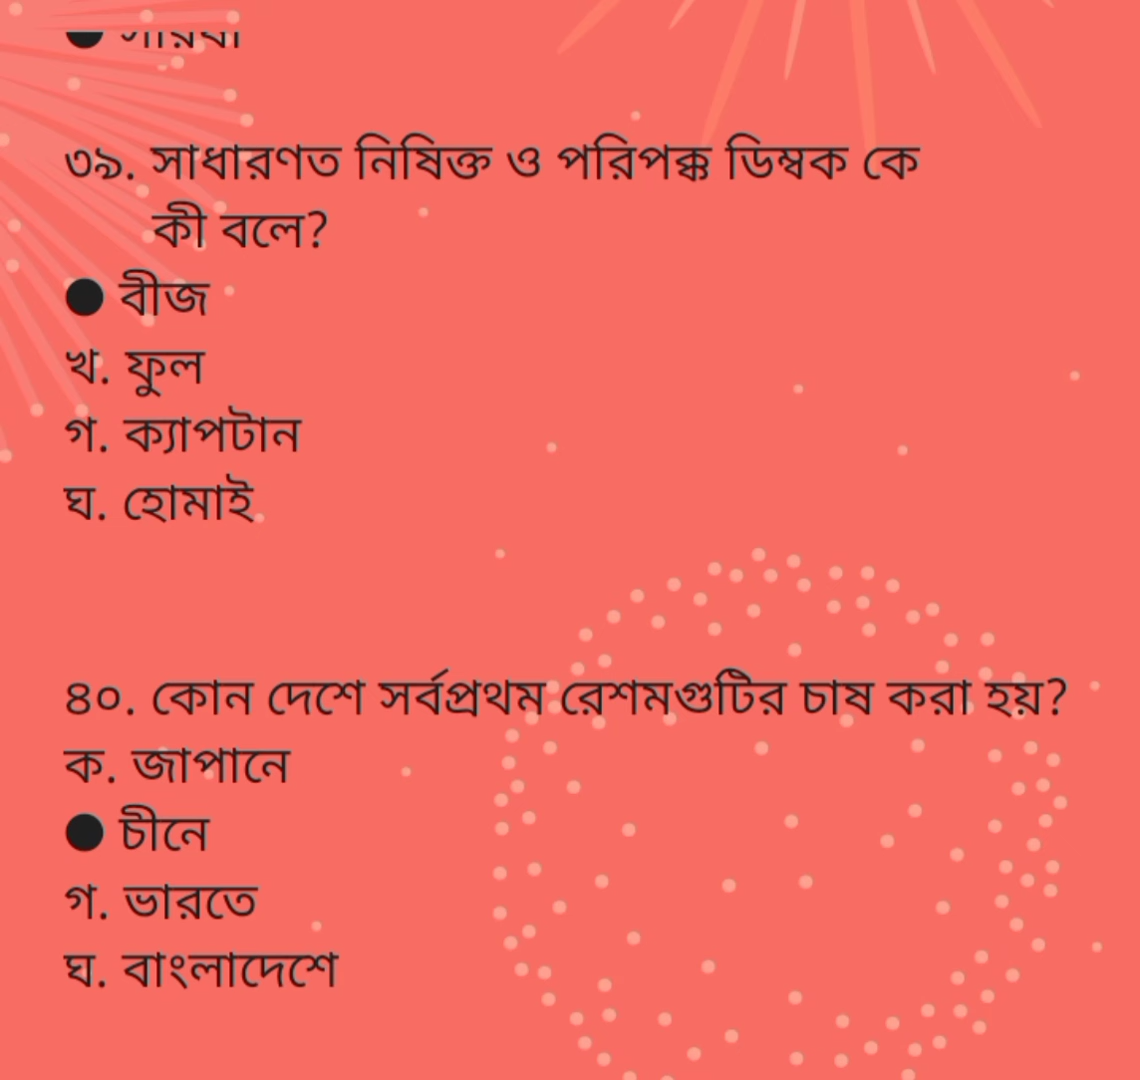 ৩৯. সাধারণত নিষিক্ত ও পরিপক্ক ডিম্বক কে
কী বলে?
● বীজ
খ. ফুল
গ. ক্যাপটান
ঘ. হোমাই
৪০. কোন দেশে সর্বপ্রথম রেশমগুটির চাষ করা হয়?
ক. জাপানে
● চীনে
গ. ভারতে
ঘ. বাংলাদেশে